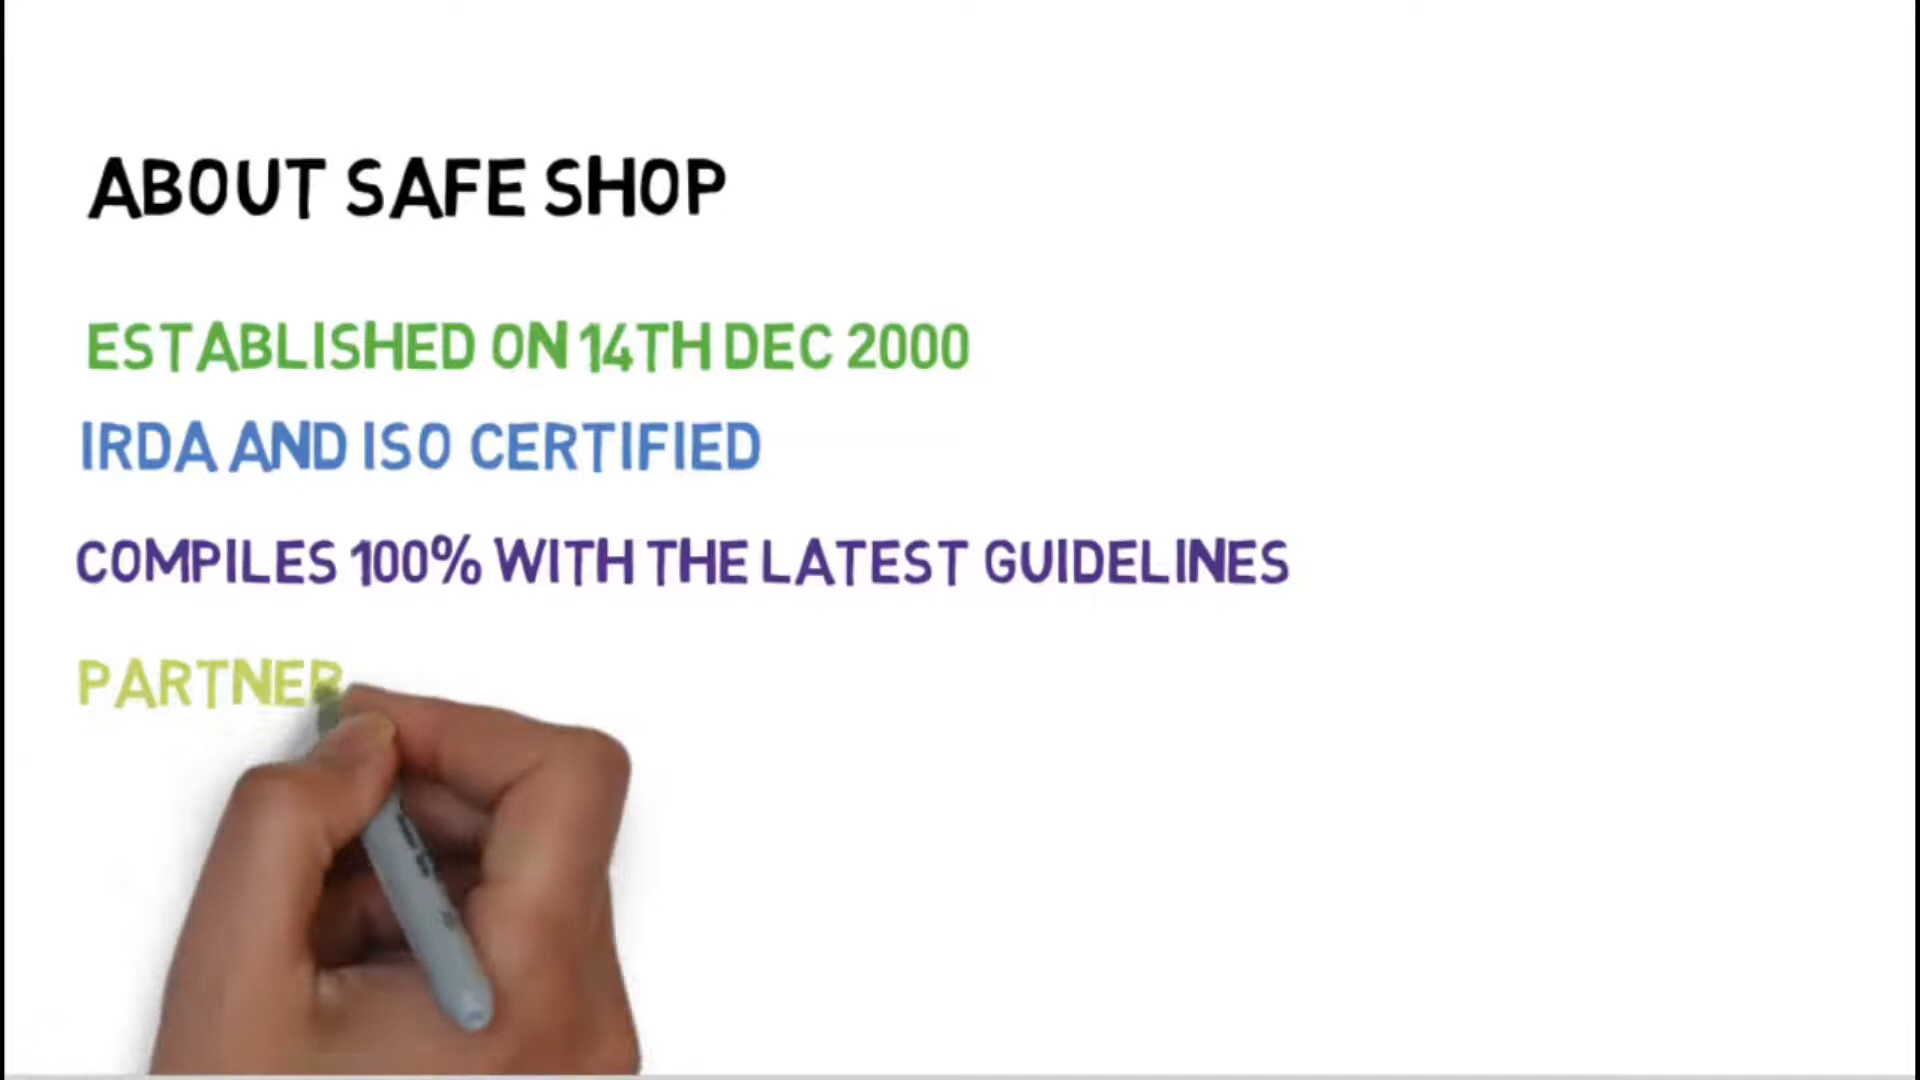 ABOUT SAFE SHOP
ESTABLISHED ON 14TH DEC 2000
IRDA AND ISO CERTIFIED
COMPILES 100% WITH THE LATEST GUIDELINES
PARTNER